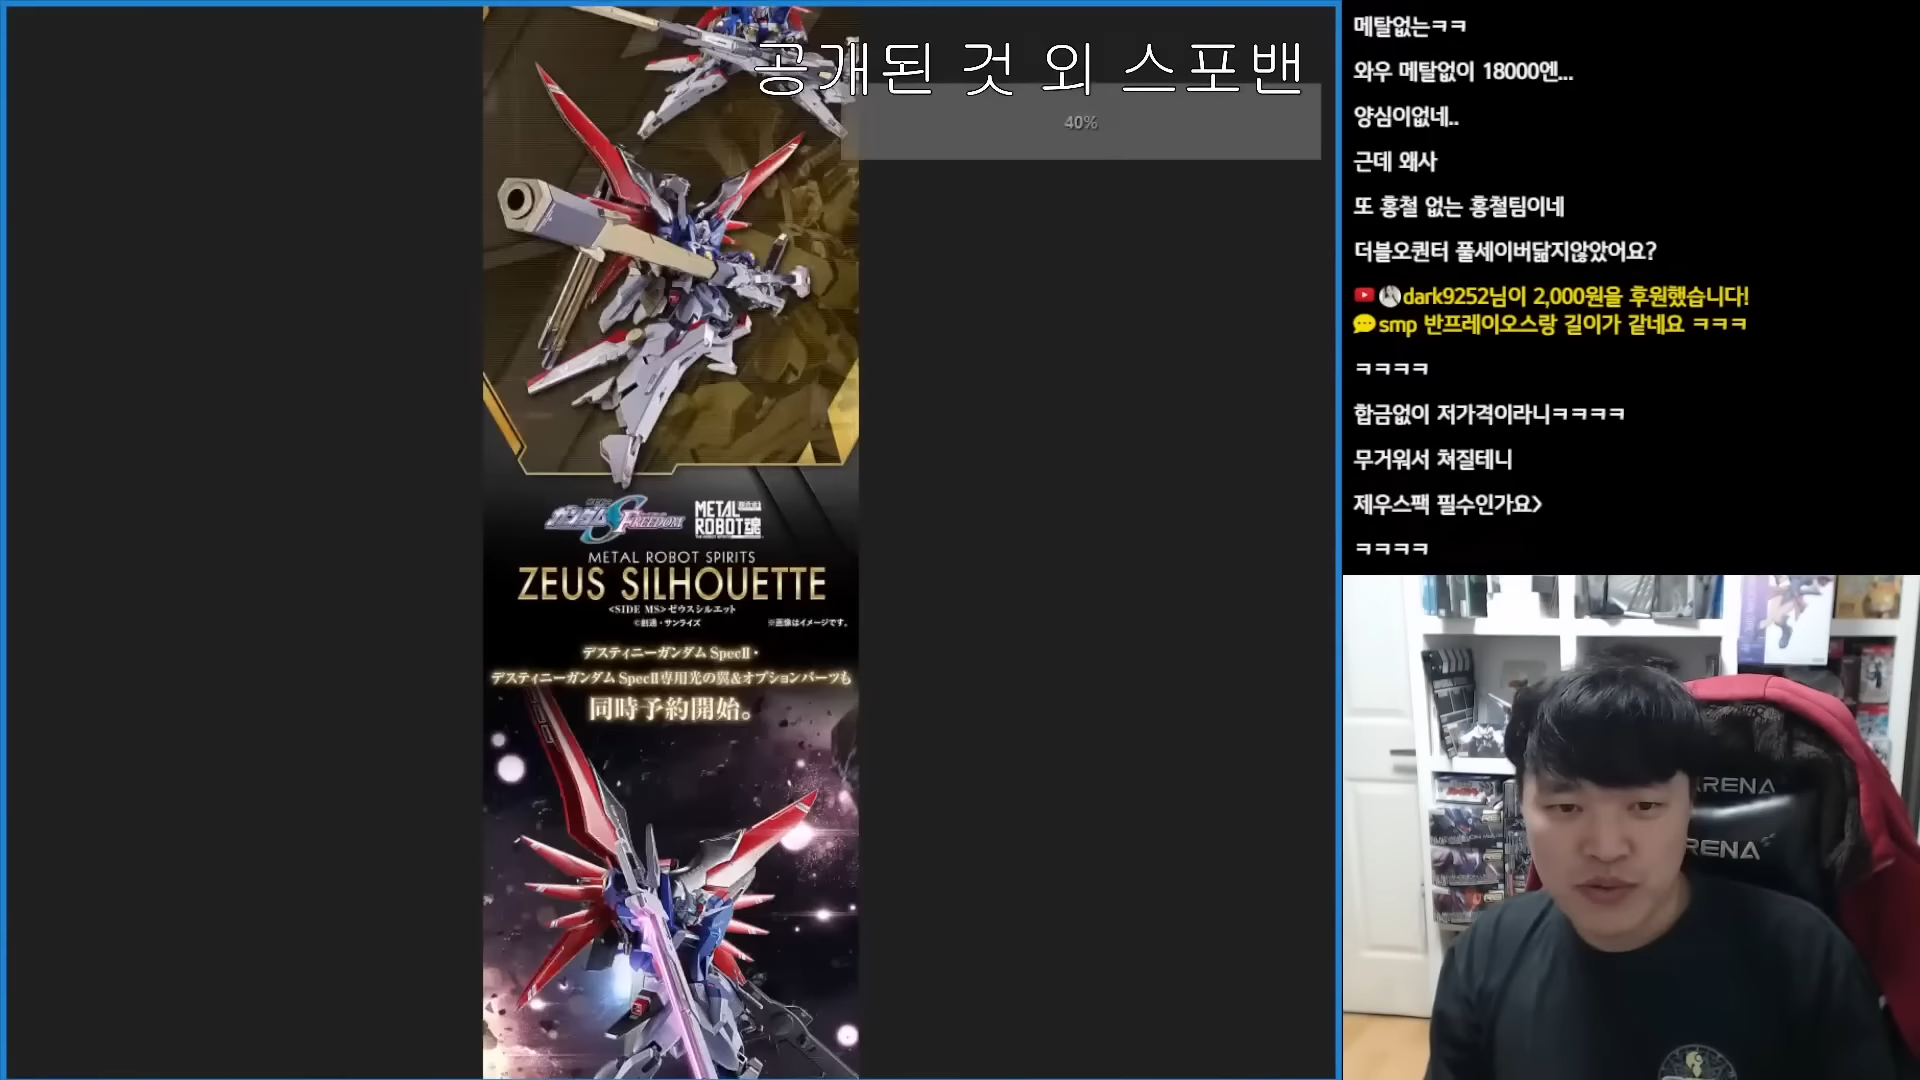 공개된 것 외 스포밴
40%
ガンダム SEED FREEDOM
METAL
ROBOT魂
METAL ROBOT SPIRITS
ZEUS SILHOUETTE
<SIDE MS>ゼウスシルエット
©創通・サンライズ ※画像はイメージです。
デスティニーガンダム SpecⅡ・
デスティニーガンダム SpecⅡ専用光の翼&オプションパーツも
同時予約開始。
메탈없는ㅋㅋ
와우 메탈없이 18000엔...
양심이없네..
근데 왜사
또 홍철 없는 홍철팀이네
더블오퀀터 풀세이버닮지않았어요?
dark9252님이 2,000원을 후원했습니다!
smp 반프레이오스랑 길이가 같네요 ㅋㅋㅋ
ㅋㅋㅋㅋ
합금없이 저가격이라니ㅋㅋㅋㅋ
무거워서 쳐질테니
제우스팩 필수인가요>
ㅋㅋㅋㅋ
ARENA
ARENA